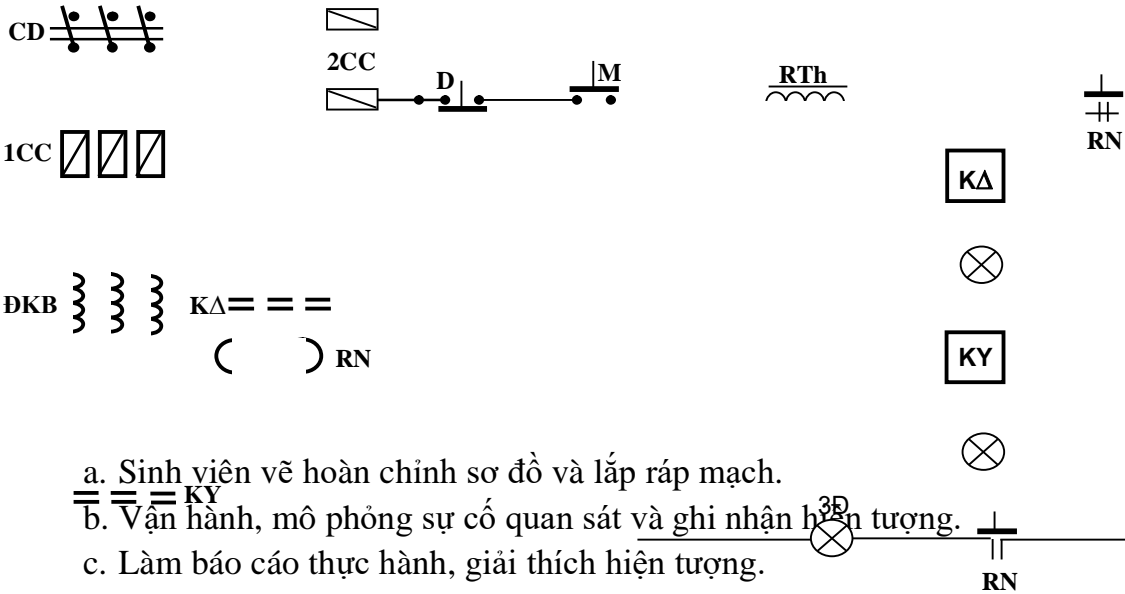 CD
2CC
D
M
RTh
RN
1CC
KΔ
ĐKB
KΔ
RN
KY
a. Sinh viên vẽ hoàn chỉnh sơ đồ và lắp ráp mạch.
KY
3Đ
b. Vận hành, mô phỏng sự cố quan sát và ghi nhận hiện tượng.
c. Làm báo cáo thực hành, giải thích hiện tượng.
RN